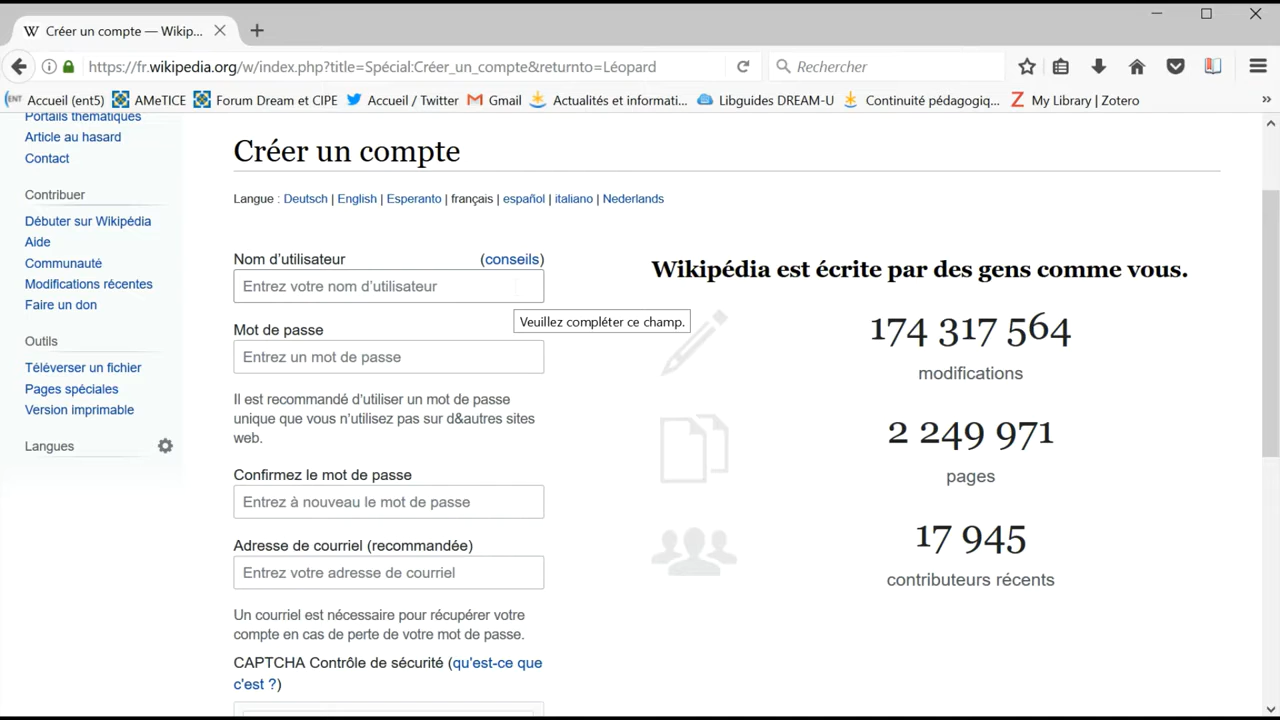 Créer un compte — Wikip...
https://fr.wikipedia.org/w/index.php?title=Spécial:Créer_un_compte&returnto=Léopard
Rechercher
Accueil (ent5) AMeTICE Forum Dream et CIPE Accueil / Twitter Gmail Actualités et informati... Libguides DREAM-U Continuité pédagogiq... My Library | Zotero »
Portails thématiques
Article au hasard
Contact
Contribuer
Débuter sur Wikipédia
Aide
Communauté
Modifications récentes
Faire un don
Outils
Téléverser un fichier
Pages spéciales
Version imprimable
Langues
Créer un compte
Langue : Deutsch | English | Esperanto | français | español | italiano | Nederlands
Nom d’utilisateur (conseils)
Entrez votre nom d’utilisateur
Veuillez compléter ce champ.
Mot de passe
Entrez un mot de passe
Il est recommandé d’utiliser un mot de passe
unique que vous n’utilisez pas sur d&autres sites
web.
Confirmez le mot de passe
Entrez à nouveau le mot de passe
Adresse de courriel (recommandée)
Entrez votre adresse de courriel
Un courriel est nécessaire pour récupérer votre
compte en cas de perte de votre mot de passe.
CAPTCHA Contrôle de sécurité (qu'est-ce que
c'est ?)
Wikipédia est écrite par des gens comme vous.
174 317 564
modifications
2 249 971
pages
17 945
contributeurs récents